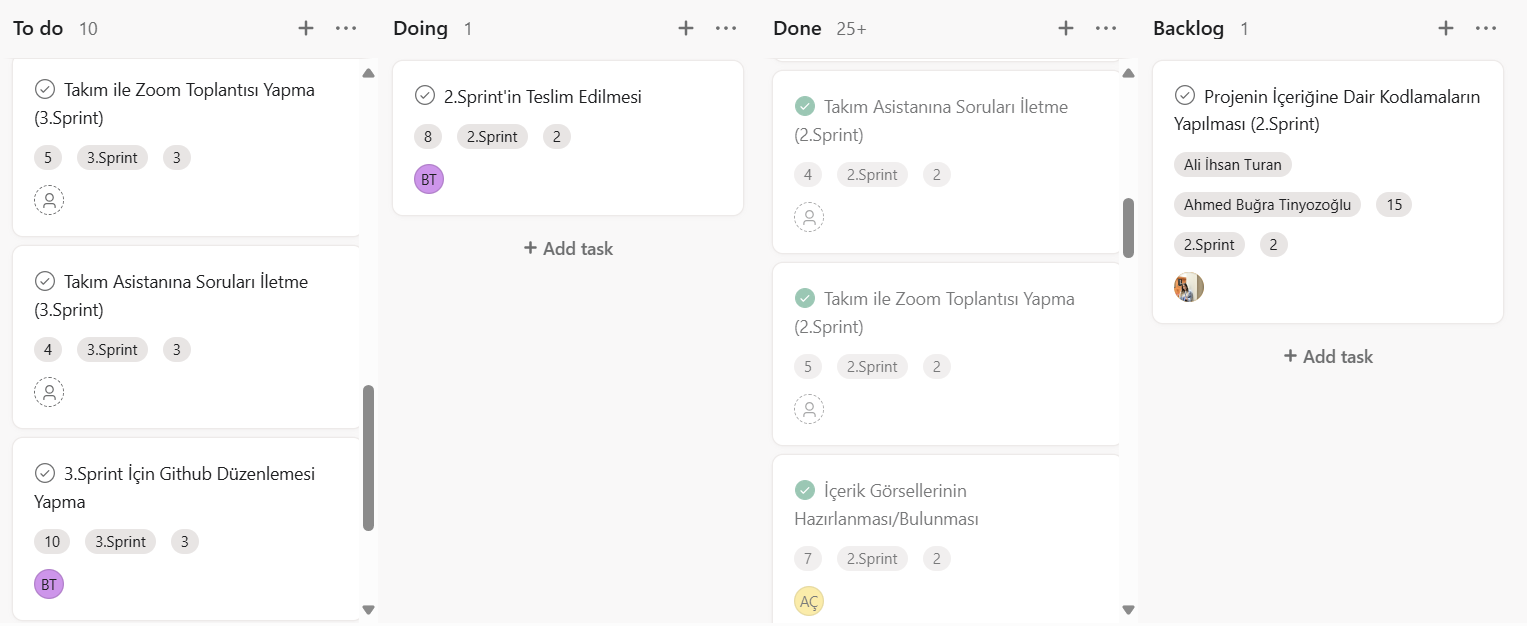 To do 10
Takım ile Zoom Toplantısı Yapma
(3.Sprint)
5 3.Sprint 3
Takım Asistanına Soruları İletme
(3.Sprint)
4 3.Sprint 3
3.Sprint İçin Github Düzenlemesi
Yapma
10 3.Sprint 3
BT
Doing 1
2.Sprint'in Teslim Edilmesi
8 2.Sprint 2
BT
+ Add task
Done 25+
Takım Asistanına Soruları İletme
(2.Sprint)
4 2.Sprint 2
Takım ile Zoom Toplantısı Yapma
(2.Sprint)
5 2.Sprint 2
İçerik Görsellerinin
Hazırlanması/Bulunması
7 2.Sprint 2
AÇ
Backlog 1
Projenin İçeriğine Dair Kodlamaların
Yapılması (2.Sprint)
Ali İhsan Turan
Ahmed Buğra Tinyozoğlu 15
2.Sprint 2
+ Add task